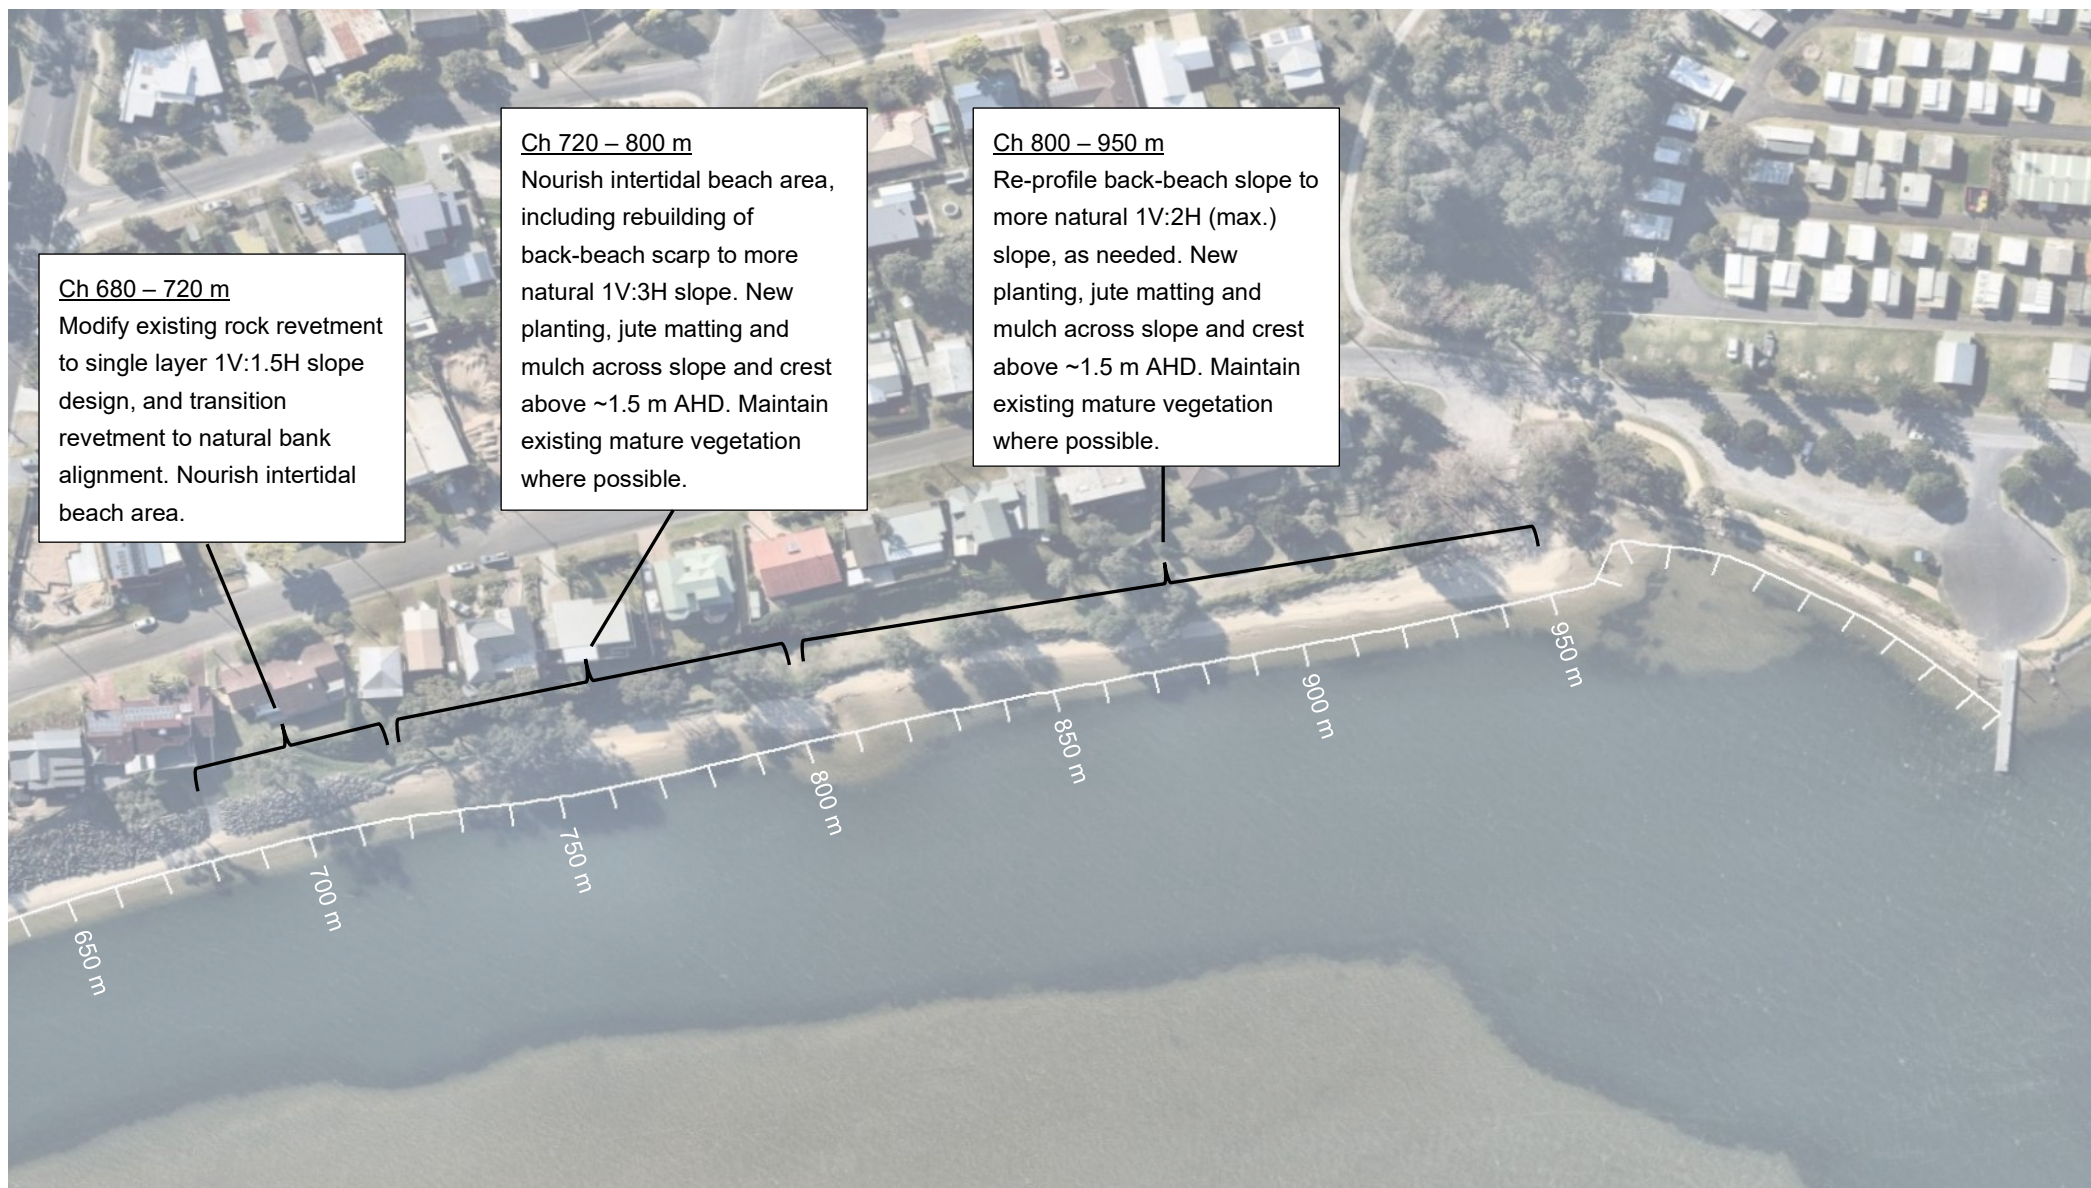 Ch 680 – 720 m
Modify existing rock revetment
to single layer 1V:1.5H slope
design, and transition
revetment to natural bank
alignment. Nourish intertidal
beach area.
Ch 720 – 800 m
Nourish intertidal beach area,
including rebuilding of
back-beach scarp to more
natural 1V:3H slope. New
planting, jute matting and
mulch across slope and crest
above ~1.5 m AHD. Maintain
existing mature vegetation
where possible.
Ch 800 – 950 m
Re-profile back-beach slope to
more natural 1V:2H (max.)
slope, as needed. New
planting, jute matting and
mulch across slope and crest
above ~1.5 m AHD. Maintain
existing mature vegetation
where possible.
650 m
700 m
750 m
800 m
850 m
900 m
950 m